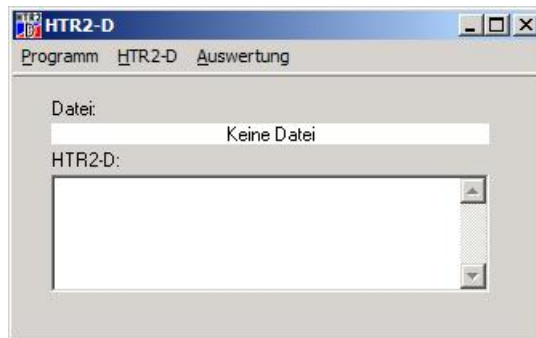 HTR2-D
Programm HTR2-D Auswertung
Datei:
Keine Datei
HTR2-D: